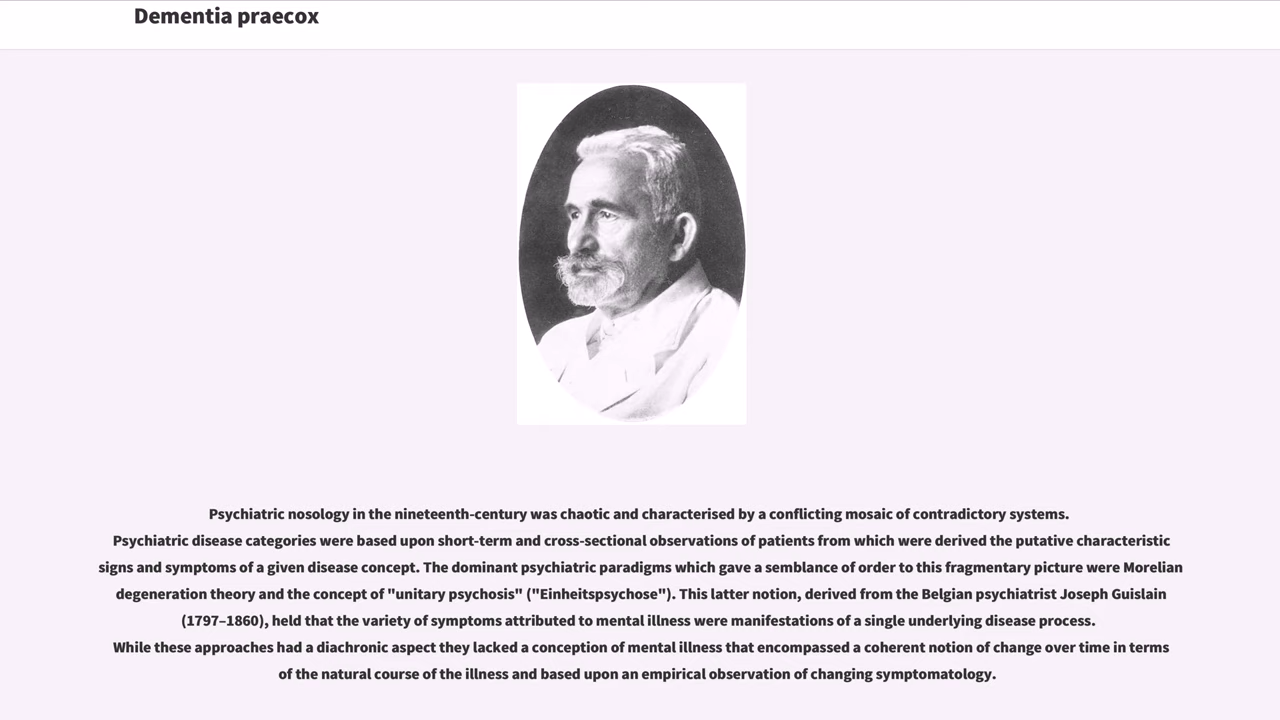 Dementia praecox
Psychiatric nosology in the nineteenth-century was chaotic and characterised by a conflicting mosaic of contradictory systems.
Psychiatric disease categories were based upon short-term and cross-sectional observations of patients from which were derived the putative characteristic
signs and symptoms of a given disease concept. The dominant psychiatric paradigms which gave a semblance of order to this fragmentary picture were Morelian
degeneration theory and the concept of "unitary psychosis" ("Einheitspsychose"). This latter notion, derived from the Belgian psychiatrist Joseph Guislain
(1797–1860), held that the variety of symptoms attributed to mental illness were manifestations of a single underlying disease process.
While these approaches had a diachronic aspect they lacked a conception of mental illness that encompassed a coherent notion of change over time in terms
of the natural course of the illness and based upon an empirical observation of changing symptomatology.